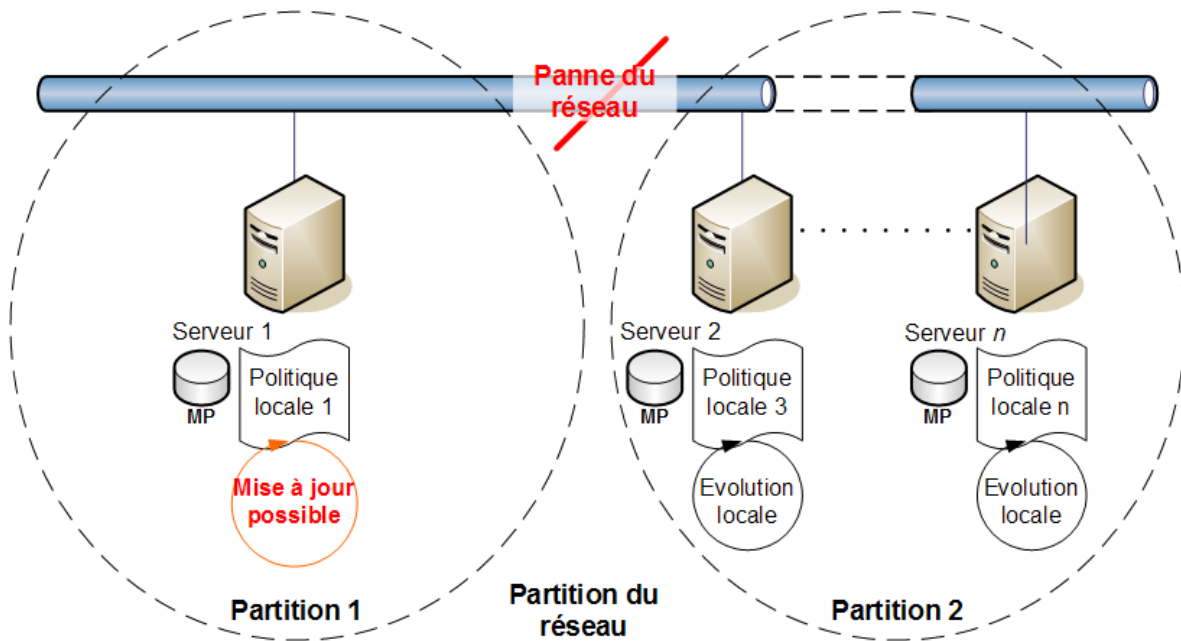 Panne du
réseau
Serveur 1
Serveur 2
Serveur n
MP
Politique
locale 1
MP
Politique
locale 3
MP
Politique
locale n
Mise à jour
possible
Evolution
locale
Evolution
locale
Partition 1
Partition du
réseau
Partition 2